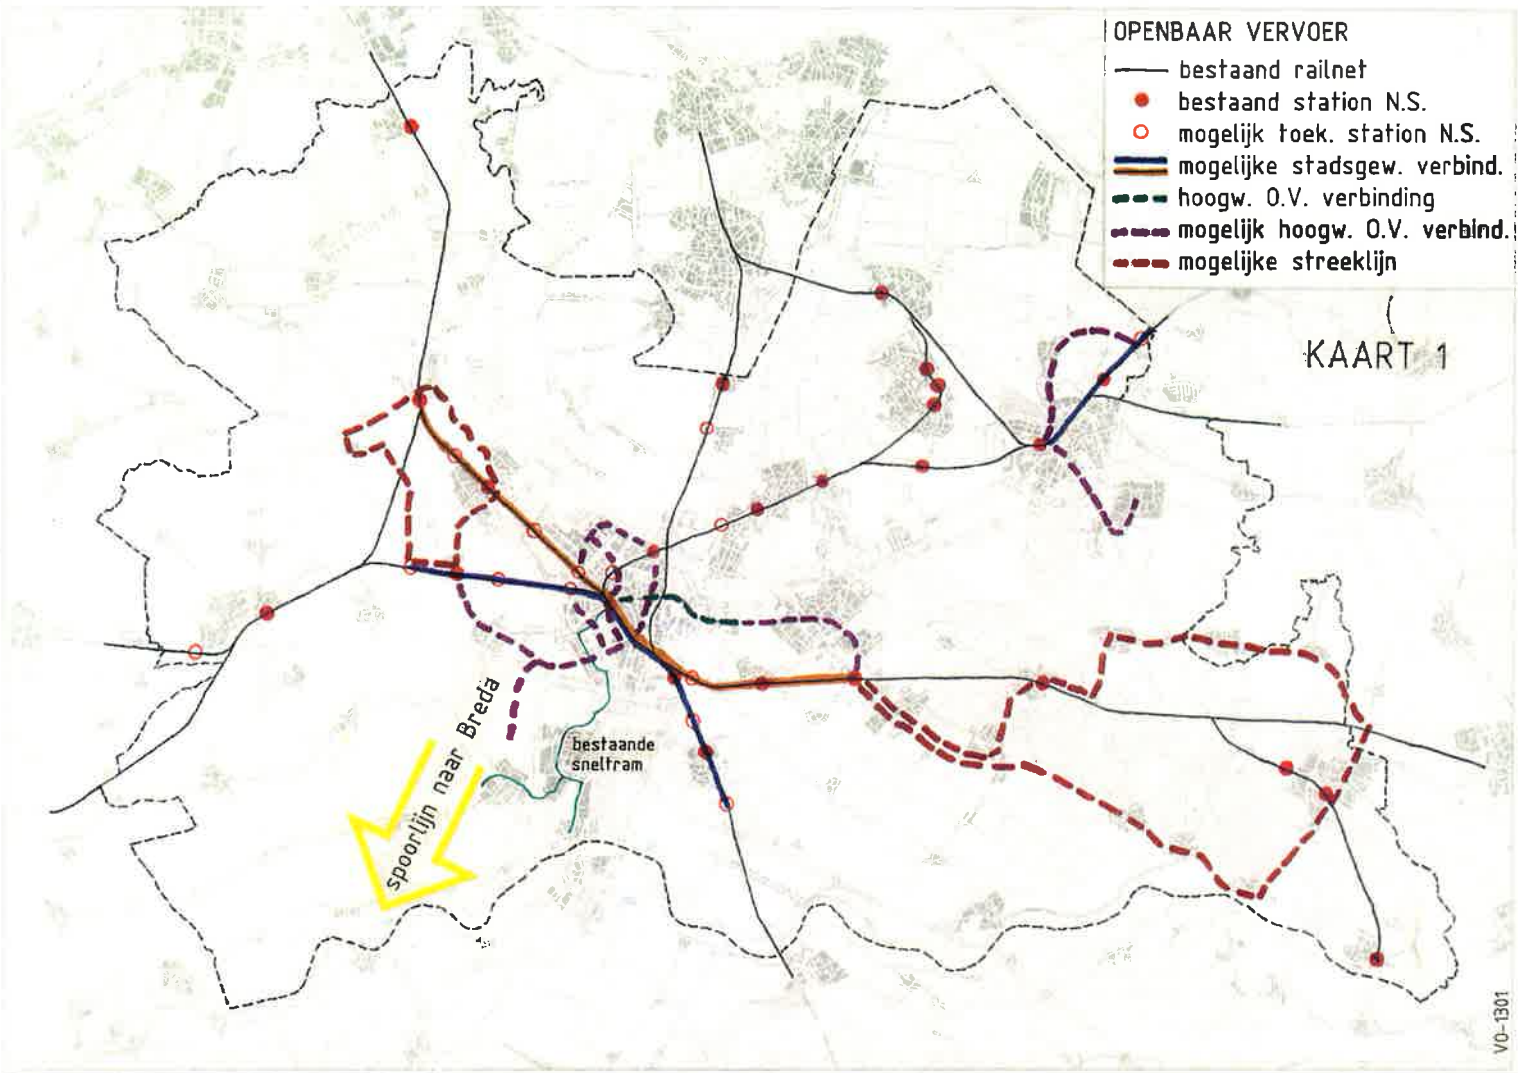 OPENBAAR VERVOER
bestaand railnet
bestaand station N.S.
mogelijk toek. station N.S.
mogelijke stadsgew. verbind.
hoogw. O.V. verbinding
mogelijk hoogw. O.V. verbind.
mogelijke streeklijn
KAART 1
spoorlijn naar Breda
bestaande
sneltram
VO-1301